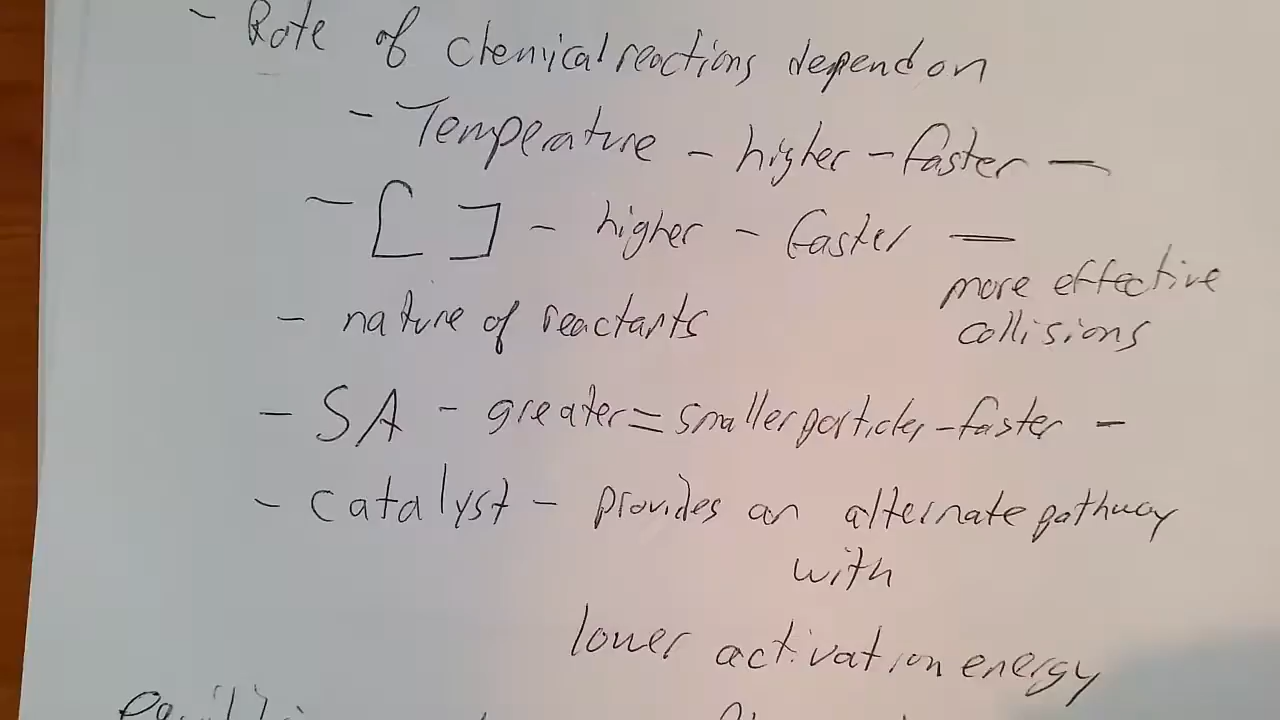 - Rate of chemical reactions depend on
- Temperature - higher - faster -
- [ ] - higher - faster -
more effective
collisions
- nature of reactants
- SA - greater = smaller particles - faster -
- catalyst - provides an alternate pathway
with
lower activation energy